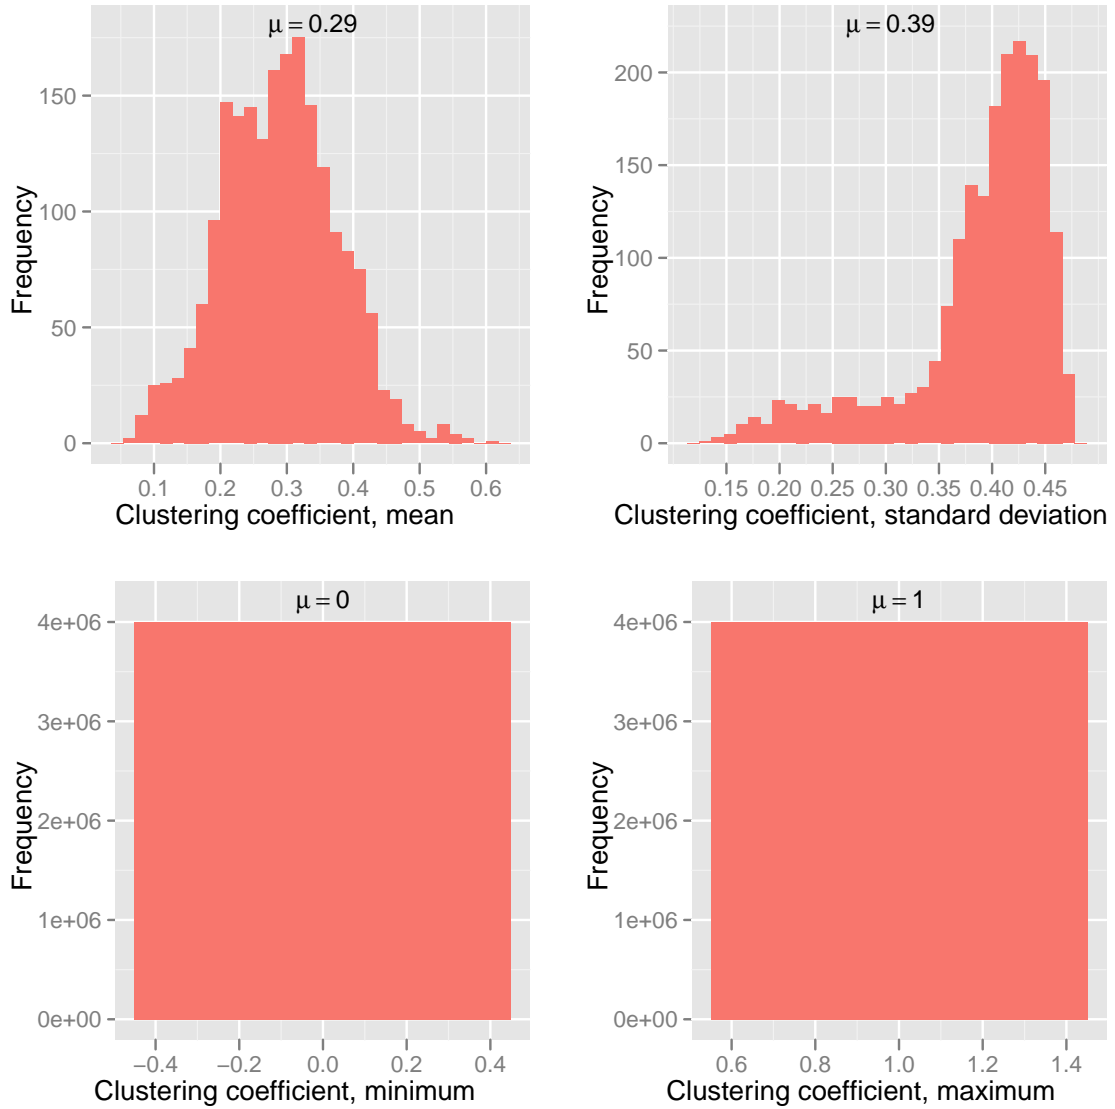 μ = 0.29
Frequency
150
100
50
0
0.1 0.2 0.3 0.4 0.5 0.6
Clustering coefficient, mean
μ = 0.39
Frequency
200
150
100
50
0
0.15 0.20 0.25 0.30 0.35 0.40 0.45
Clustering coefficient, standard deviation
μ = 0
Frequency
4e+06
3e+06
2e+06
1e+06
0e+00
−0.4 −0.2 0.0 0.2 0.4
Clustering coefficient, minimum
μ = 1
Frequency
4e+06
3e+06
2e+06
1e+06
0e+00
0.6 0.8 1.0 1.2 1.4
Clustering coefficient, maximum